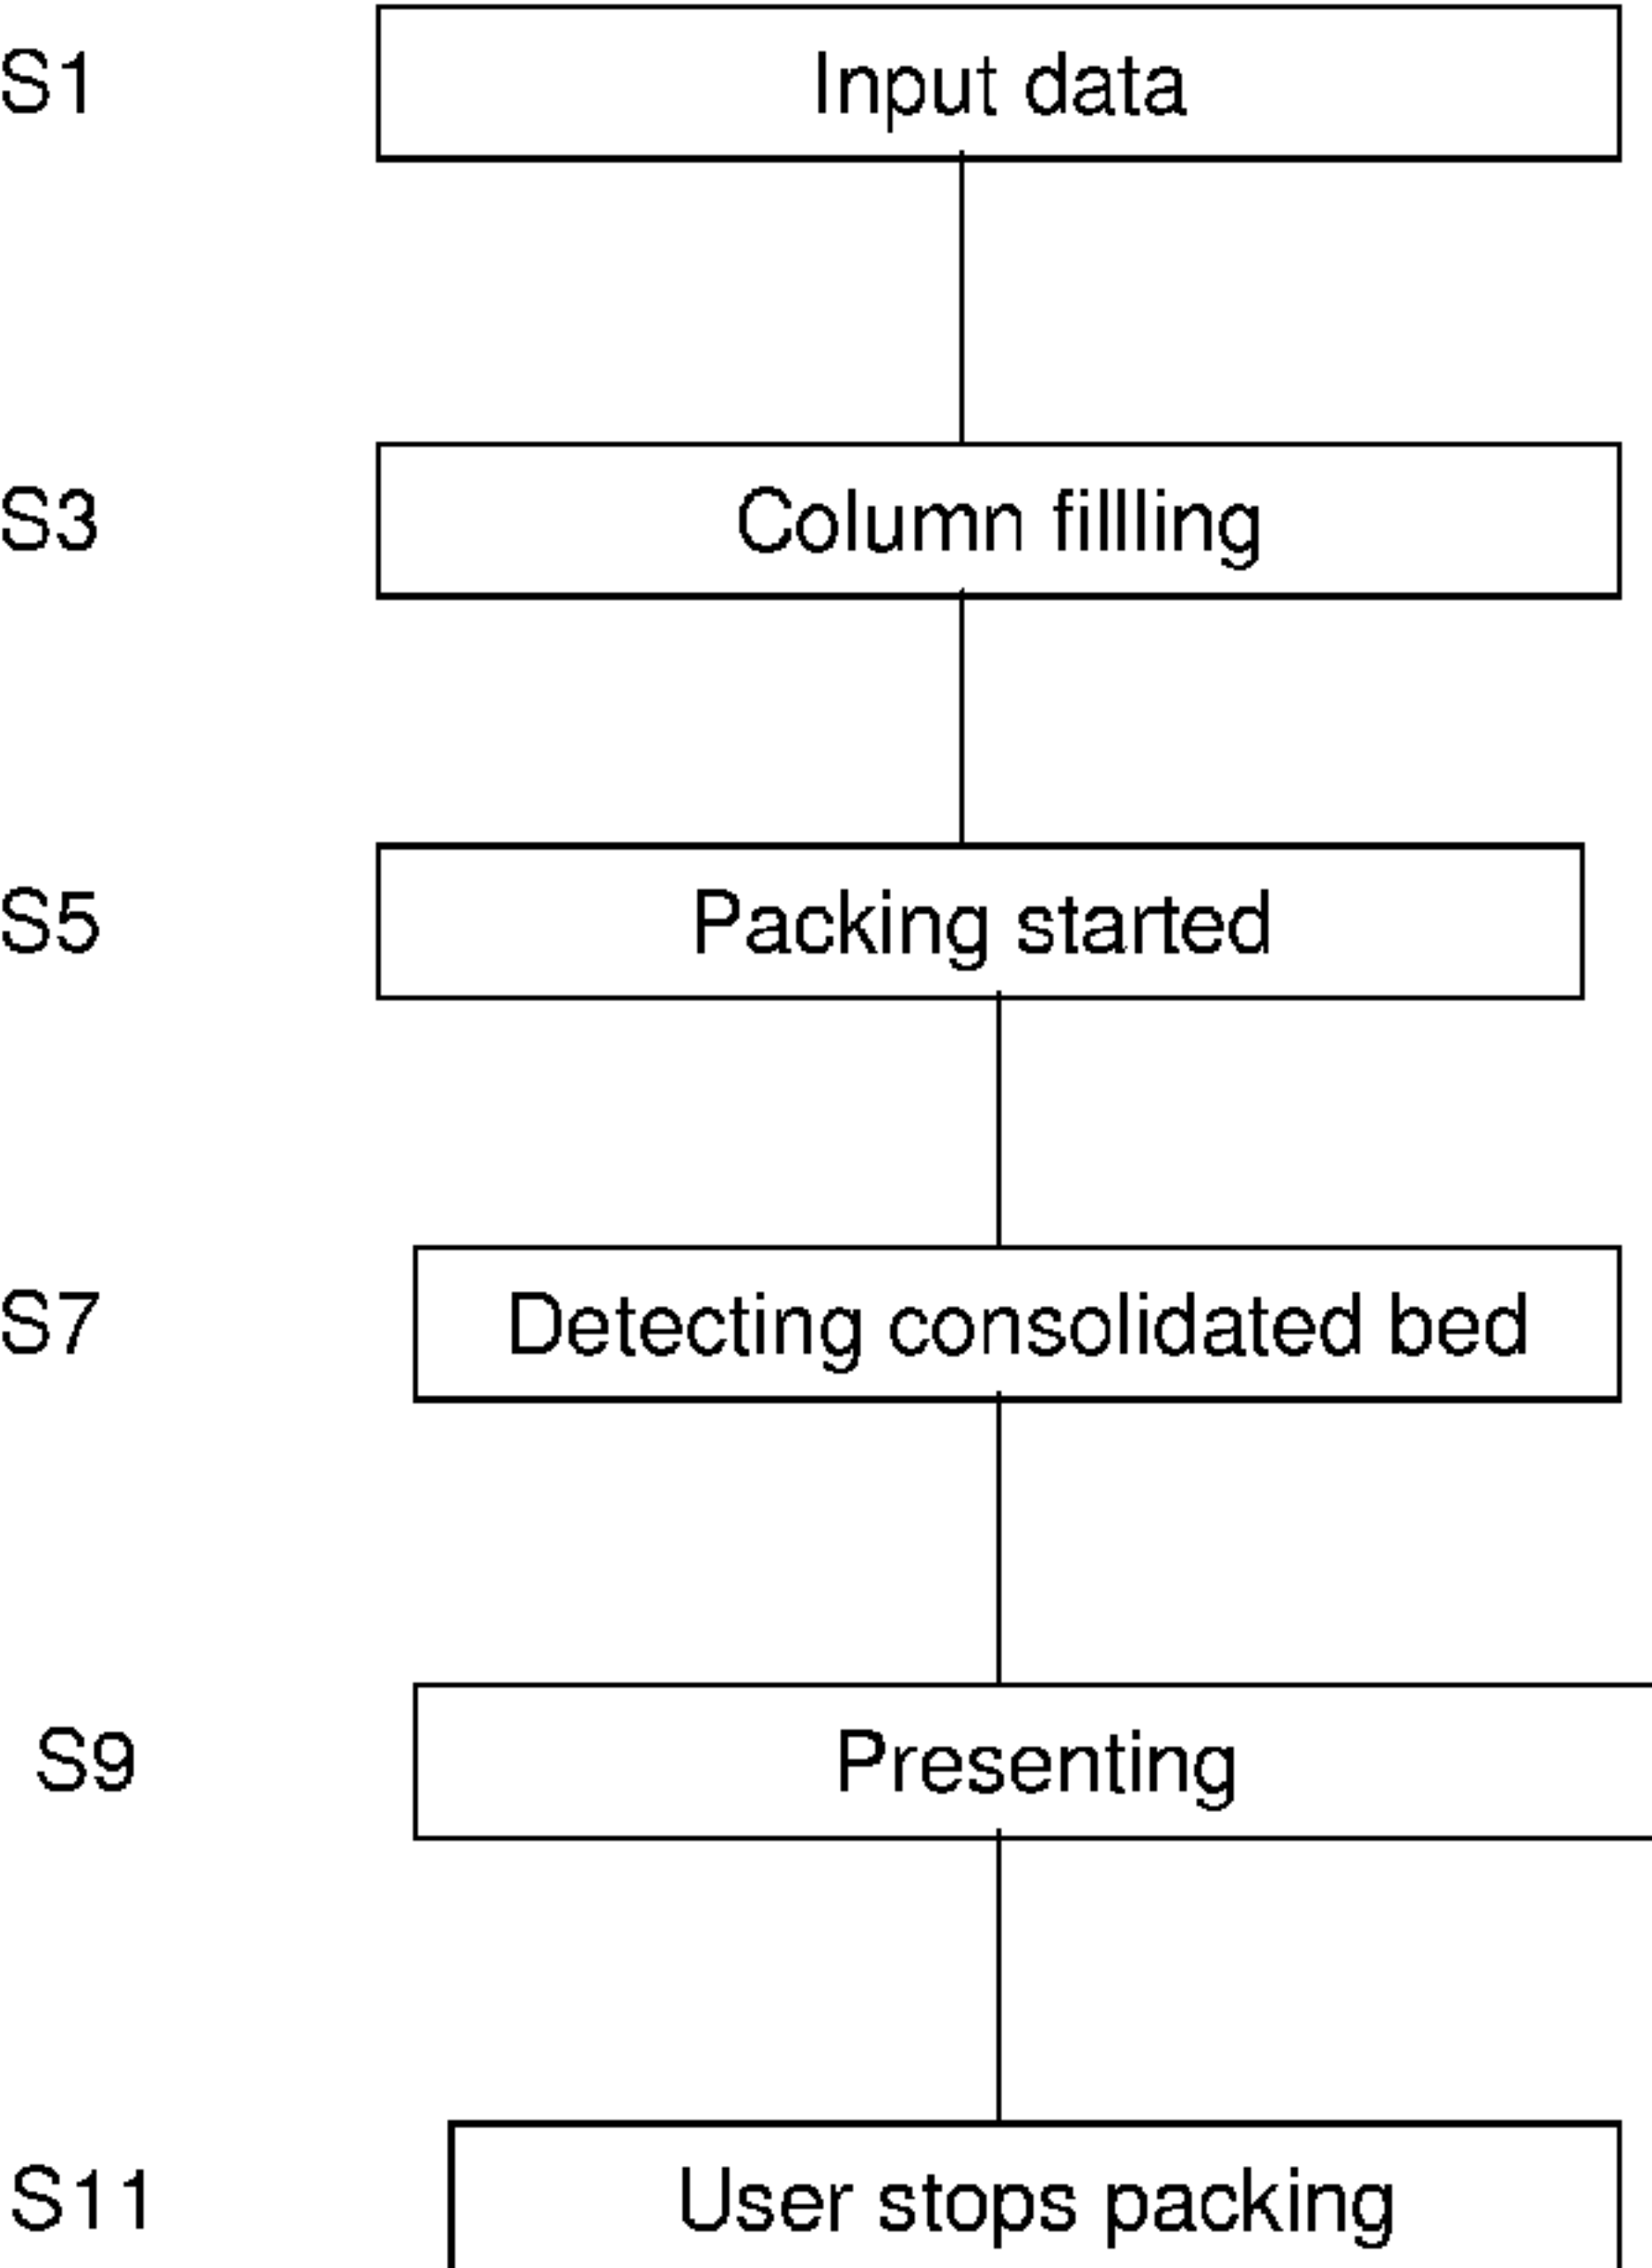 S1 Input data
S3 Column fillling
S5 Packing started
S7 Detecting consolidated bed
S9 Presenting
S11 User stops packing